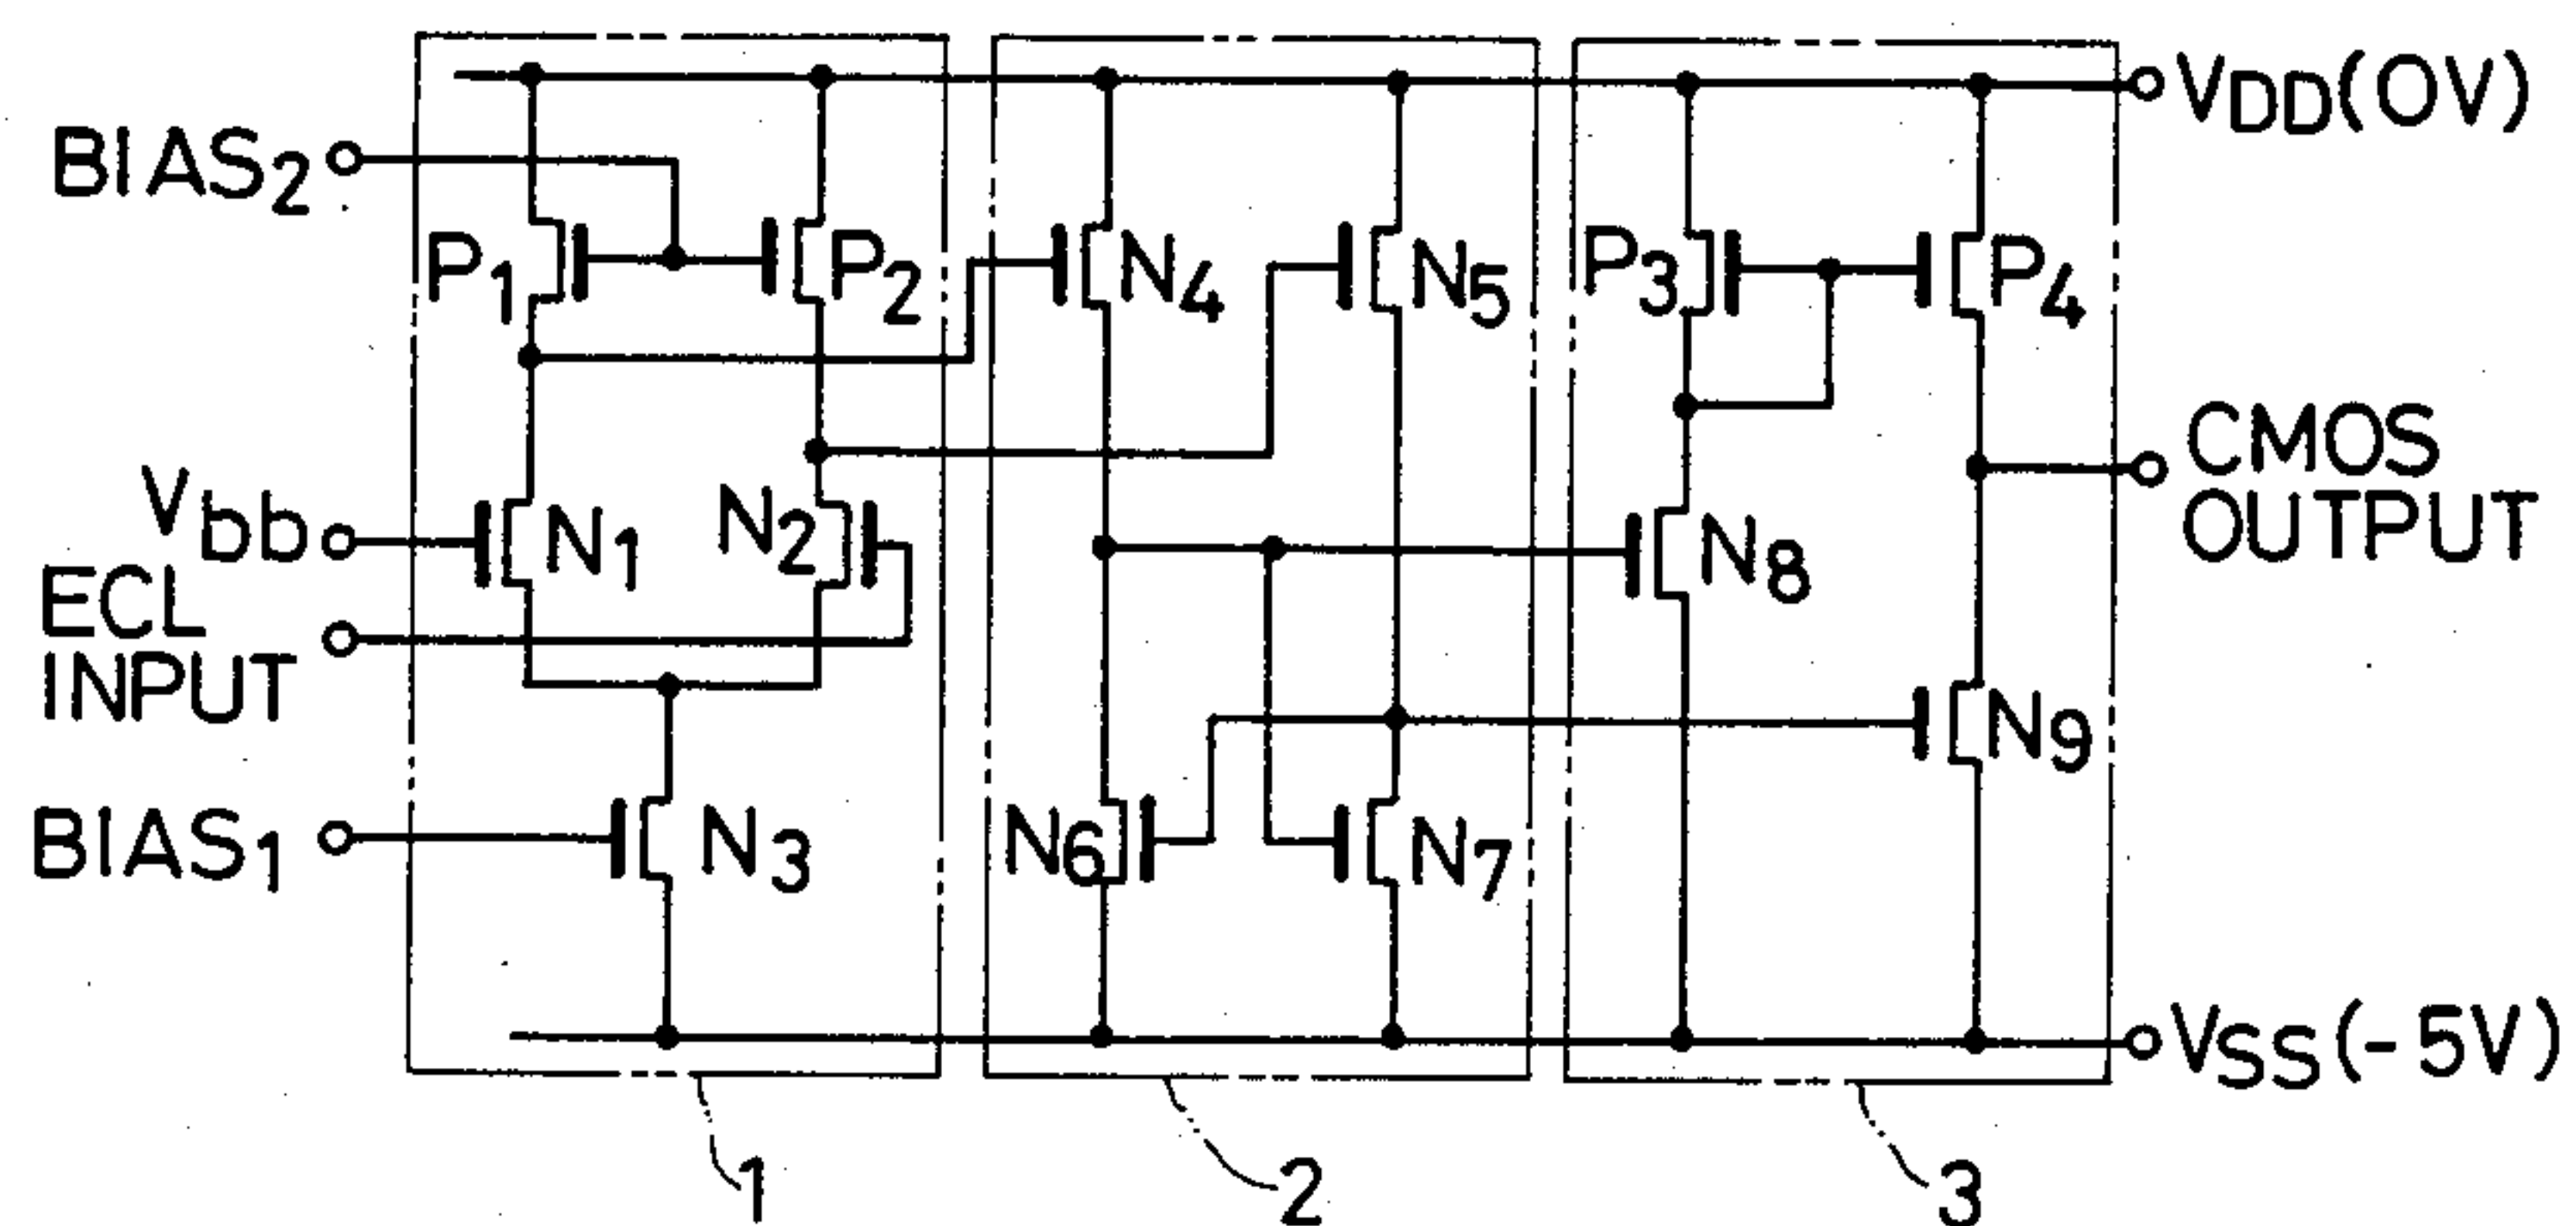 VDD(0V)
BIAS2
P1
P2
N4
N5
P3
P4
CMOS
OUTPUT
Vbb
N1
N2
N8
ECL
INPUT
N9
BIAS1
N3
N6
N7
VSS(-5V)
1
2
3